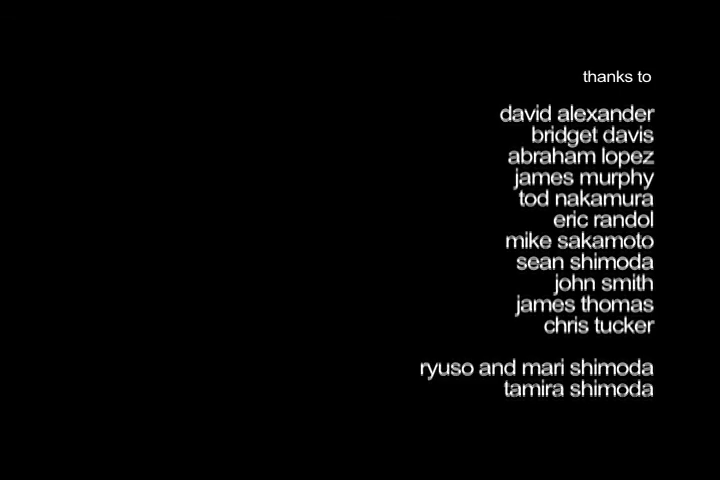 thanks to
david alexander
bridget davis
abraham lopez
james murphy
tod nakamura
eric randol
mike sakamoto
sean shimoda
john smith
james thomas
chris tucker
ryuso and mari shimoda
tamira shimoda